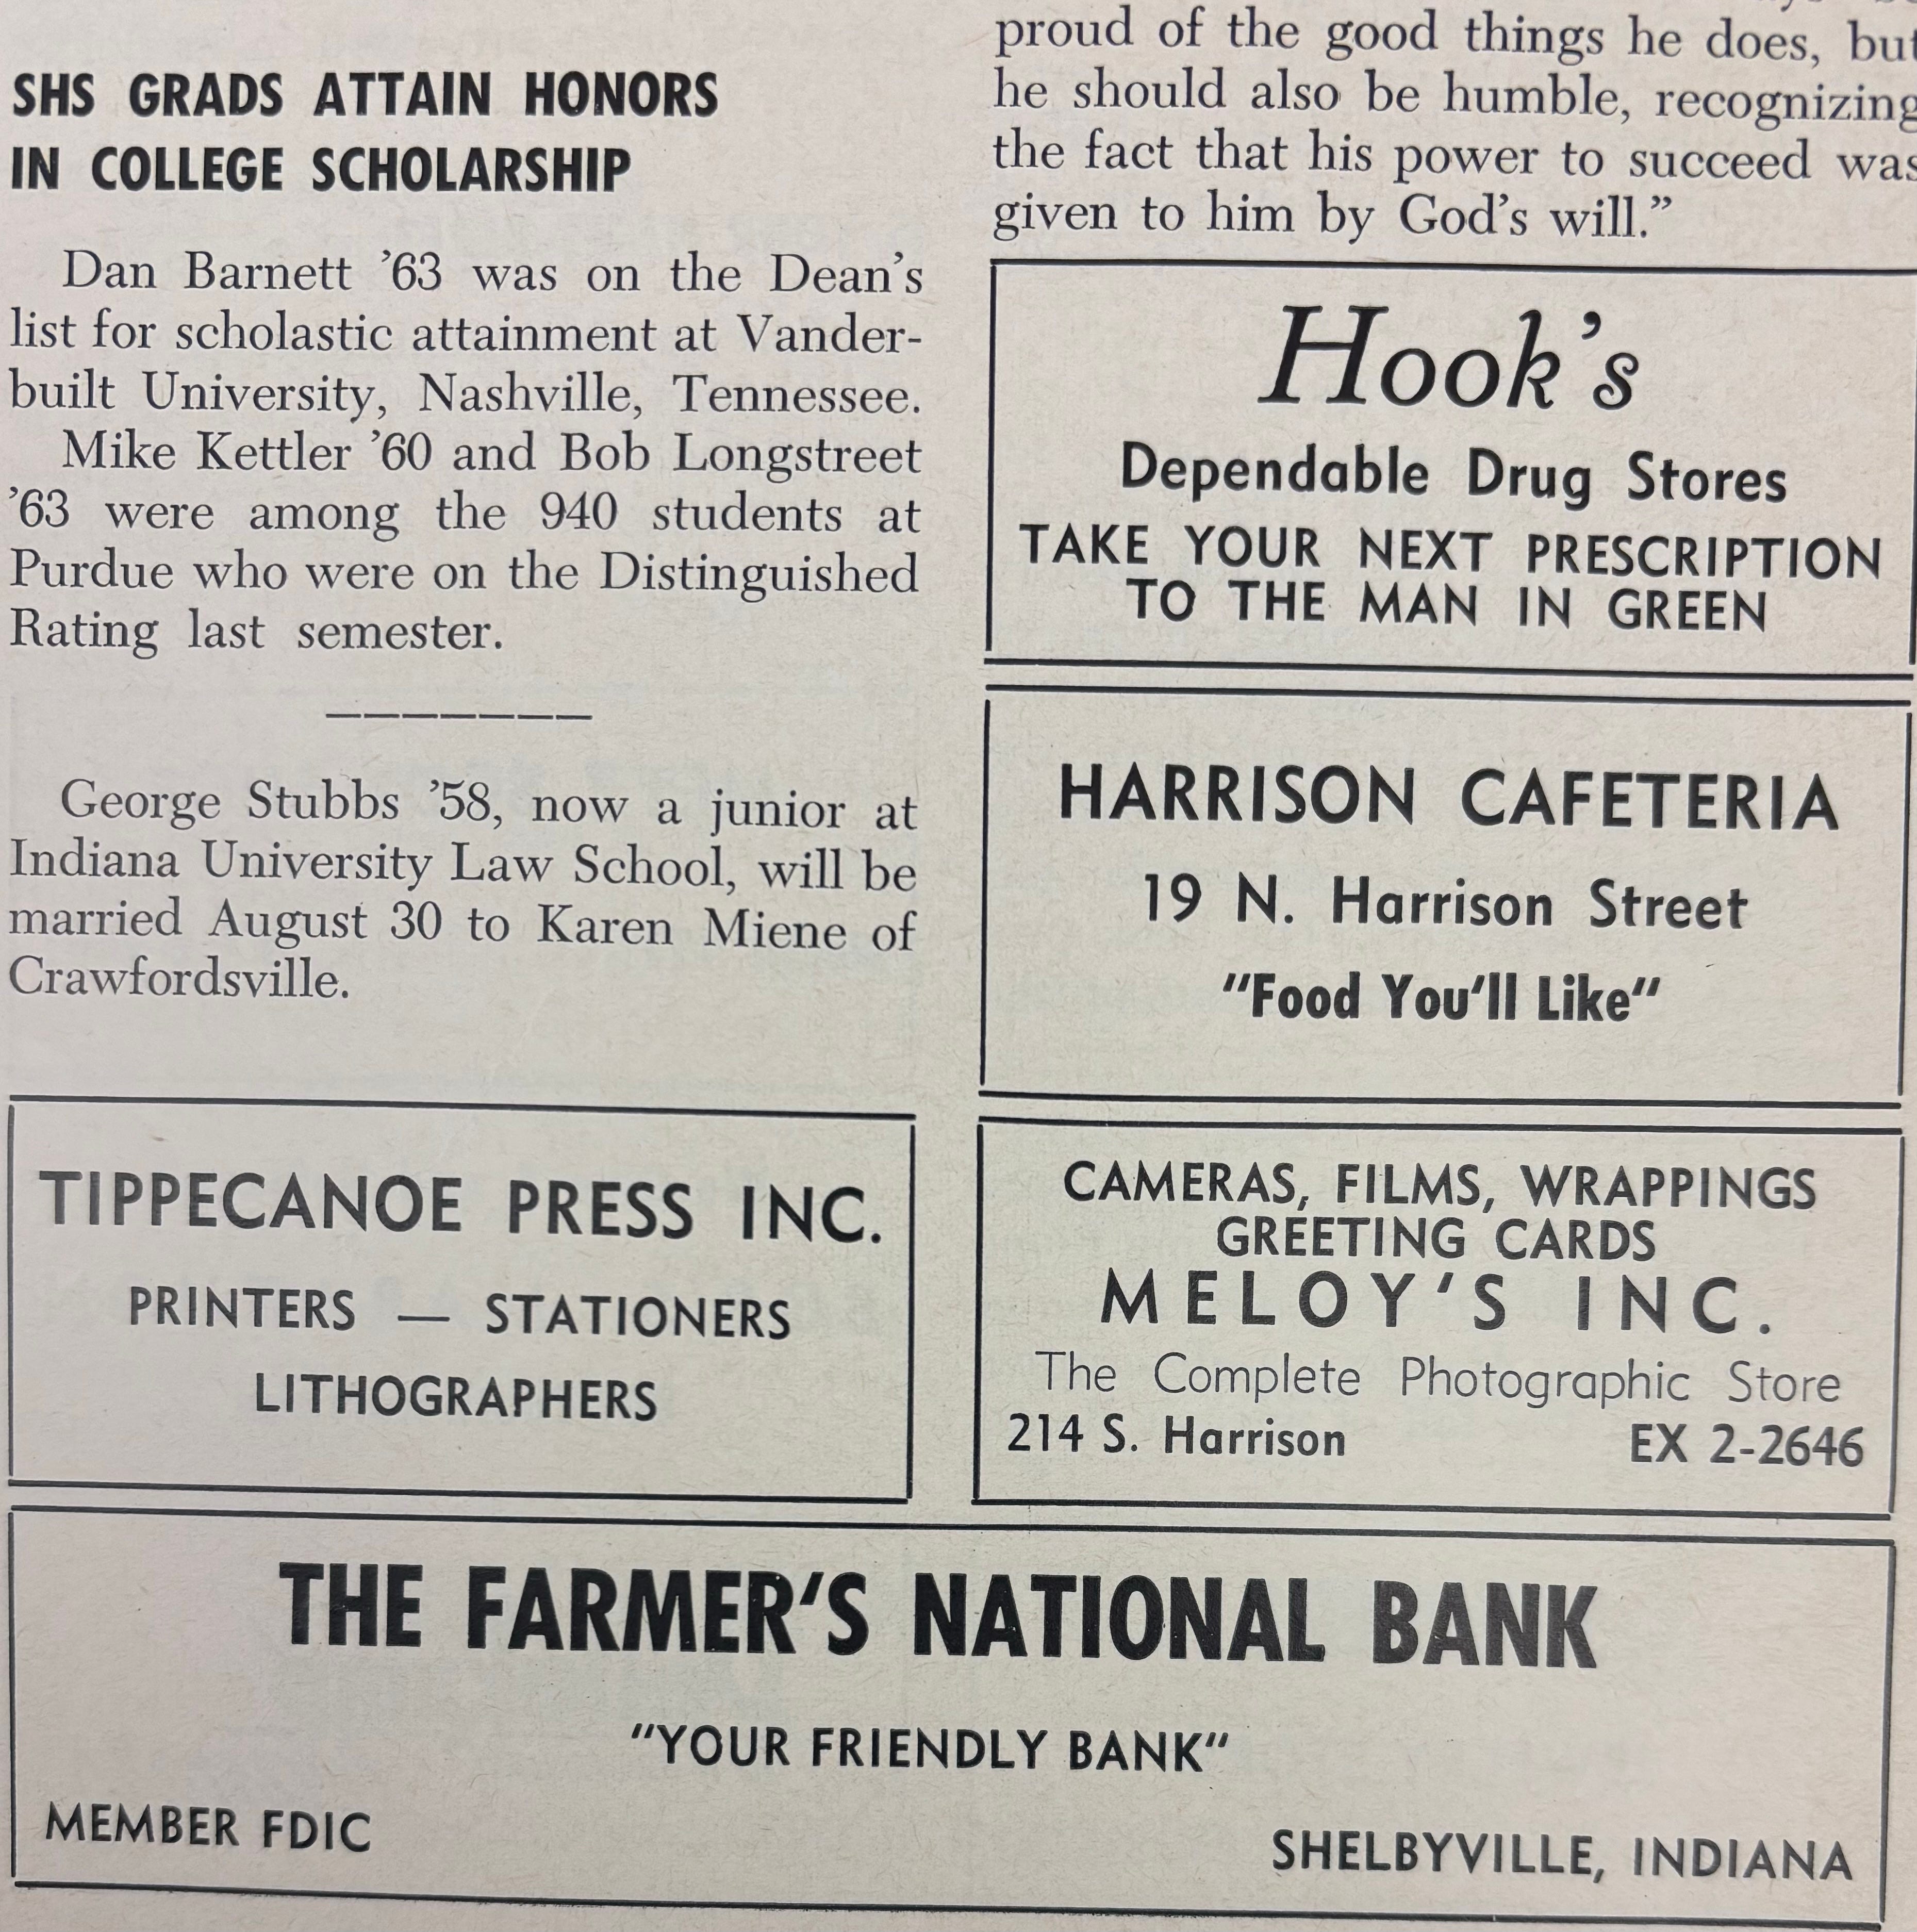 SHS GRADS ATTAIN HONORS
IN COLLEGE SCHOLARSHIP
Dan Barnett ’63 was on the Dean’s
list for scholastic attainment at Vander-
built University, Nashville, Tennessee.
Mike Kettler ’60 and Bob Longstreet
’63 were among the 940 students at
Purdue who were on the Distinguished
Rating last semester.
———————
George Stubbs ’58, now a junior at
Indiana University Law School, will be
married August 30 to Karen Miene of
Crawfordsville.
TIPPECANOE PRESS INC.
PRINTERS — STATIONERS
LITHOGRAPHERS
proud of the good things he does, but
he should also be humble, recognizing
the fact that his power to succeed was
given to him by God’s will.”
Hook’s
Dependable Drug Stores
TAKE YOUR NEXT PRESCRIPTION
TO THE MAN IN GREEN
HARRISON CAFETERIA
19 N. Harrison Street
"Food You'll Like"
CAMERAS, FILMS, WRAPPINGS
GREETING CARDS
MELOY'S INC.
The Complete Photographic Store
214 S. Harrison EX 2-2646
THE FARMER'S NATIONAL BANK
"YOUR FRIENDLY BANK"
MEMBER FDIC SHELBYVILLE, INDIANA